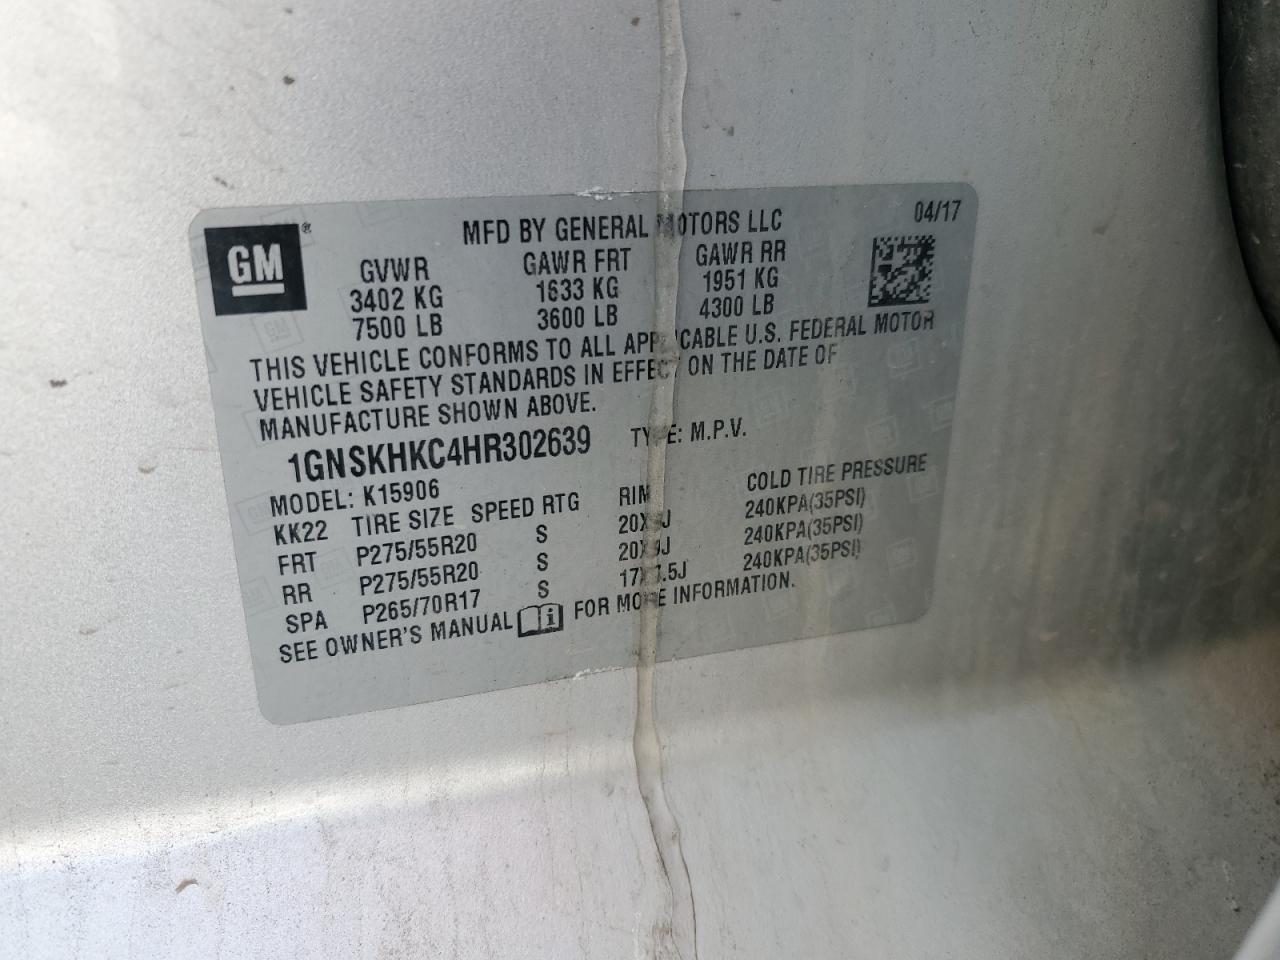 GM ®
MFD BY GENERAL MOTORS LLC 04/17
GVWR GAWR FRT GAWR RR
3402 KG 1633 KG 1951 KG
7500 LB 3600 LB 4300 LB
THIS VEHICLE CONFORMS TO ALL APPLICABLE U.S. FEDERAL MOTOR
VEHICLE SAFETY STANDARDS IN EFFECT ON THE DATE OF
MANUFACTURE SHOWN ABOVE.
1GNSKHKC4HR302639 TYPE: M.P.V.
MODEL: K15906
KK22 TIRE SIZE SPEED RTG RIM COLD TIRE PRESSURE
FRT P275/55R20 S 20X9J 240KPA(35PSI)
RR P275/55R20 S 20X9J 240KPA(35PSI)
SPA P265/70R17 S 17X7.5J 240KPA(35PSI)
SEE OWNER'S MANUAL i FOR MORE INFORMATION.